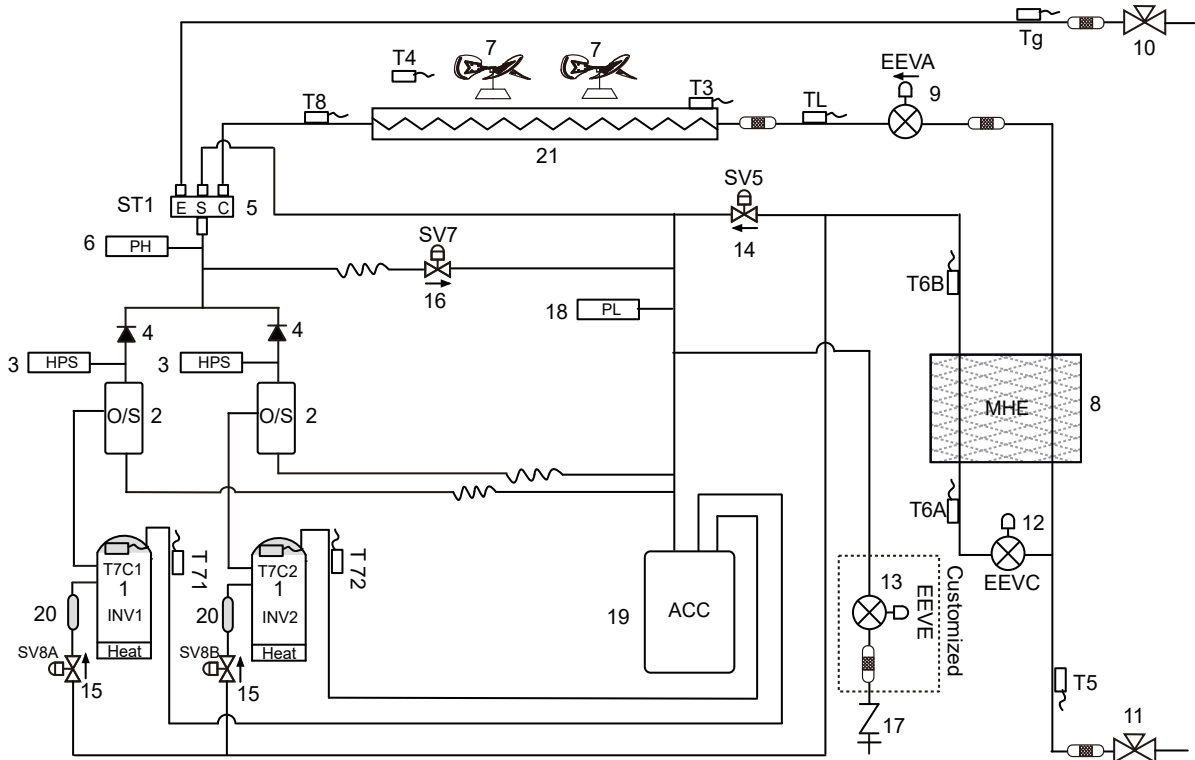 Tg
10
7
7
T4
EEVA
9
T8
T3
TL
21
ST1
E S C
5
SV5
14
6
PH
SV7
16
T6B
18
PL
4
4
3
HPS
3
HPS
MHE
8
O/S
2
O/S
2
T6A
12
EEVC
T71
T72
T7C1
1
INV1
Heat
T7C2
1
INV2
Heat
20
20
19
ACC
13
EEVE
Customized
SV8A
15
SV8B
15
T5
17
11